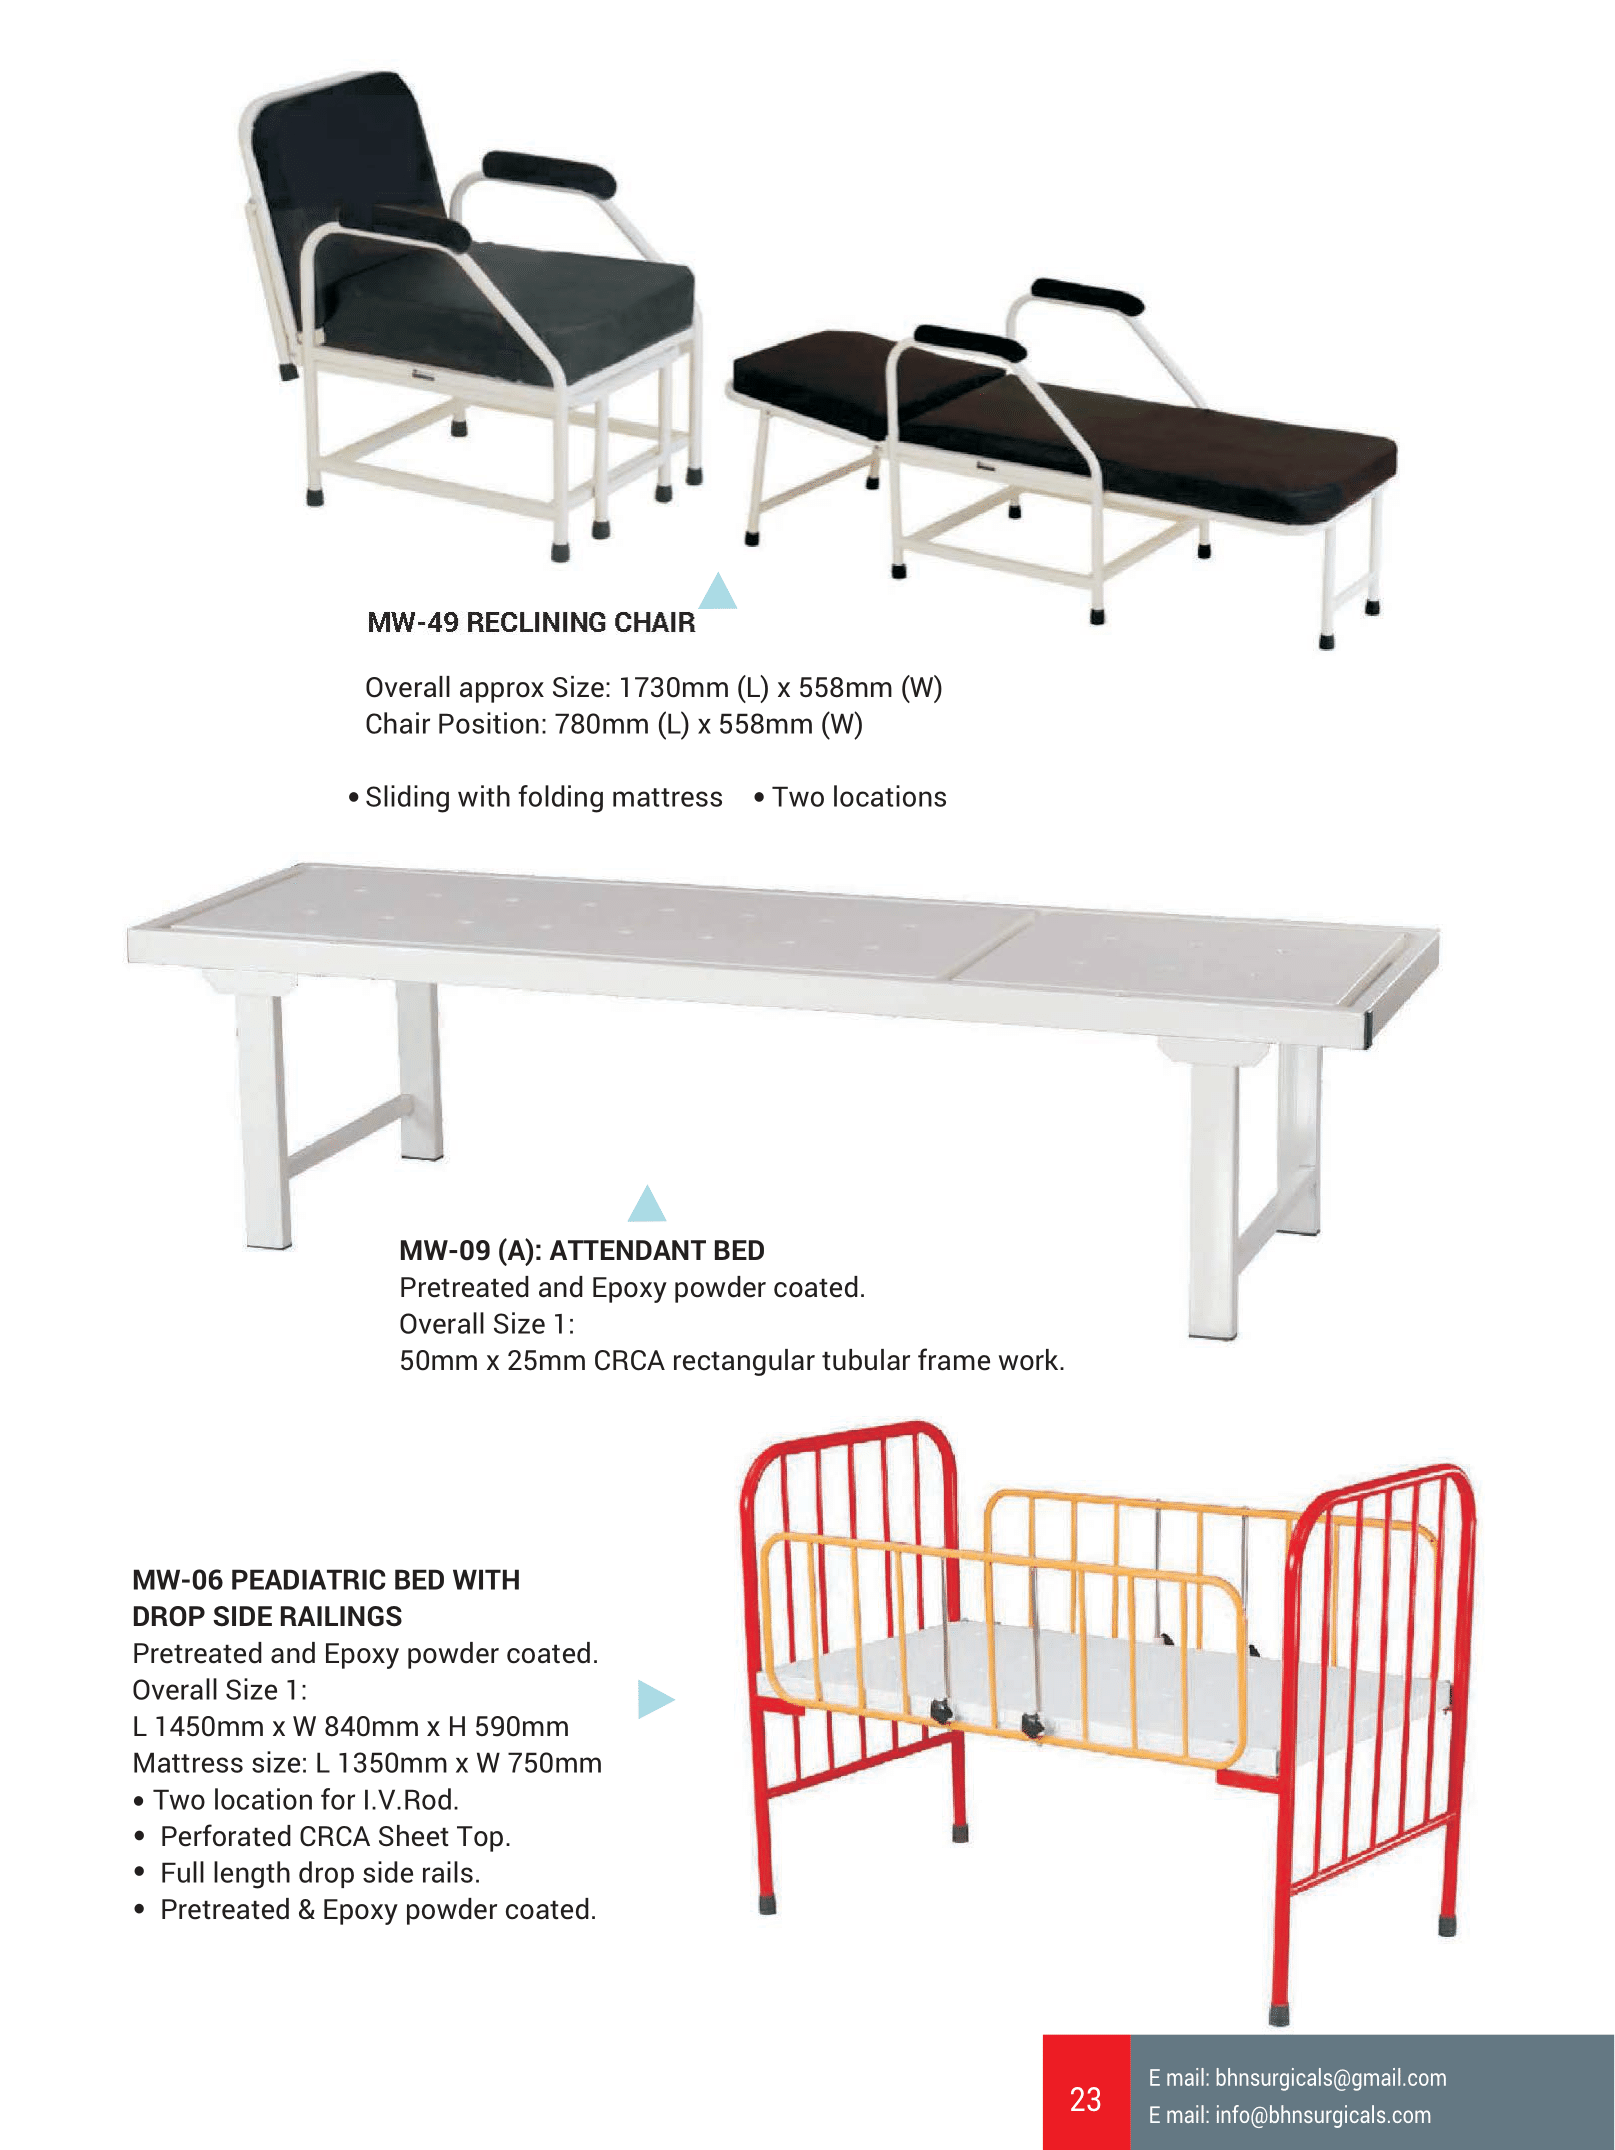 MW-49 RECLINING CHAIR
Overall approx Size: 1730mm (L) x 558mm (W)
Chair Position: 780mm (L) x 558mm (W)
• Sliding with folding mattress • Two locations
MW-09 (A): ATTENDANT BED
Pretreated and Epoxy powder coated.
Overall Size 1:
50mm x 25mm CRCA rectangular tubular frame work.
MW-06 PEADIATRIC BED WITH
DROP SIDE RAILINGS
Pretreated and Epoxy powder coated.
Overall Size 1:
L 1450mm x W 840mm x H 590mm
Mattress size: L 1350mm x W 750mm
• Two location for I.V.Rod.
• Perforated CRCA Sheet Top.
• Full length drop side rails.
• Pretreated & Epoxy powder coated.
23
E mail: bhnsurgicals@gmail.com
E mail: info@bhnsurgicals.com